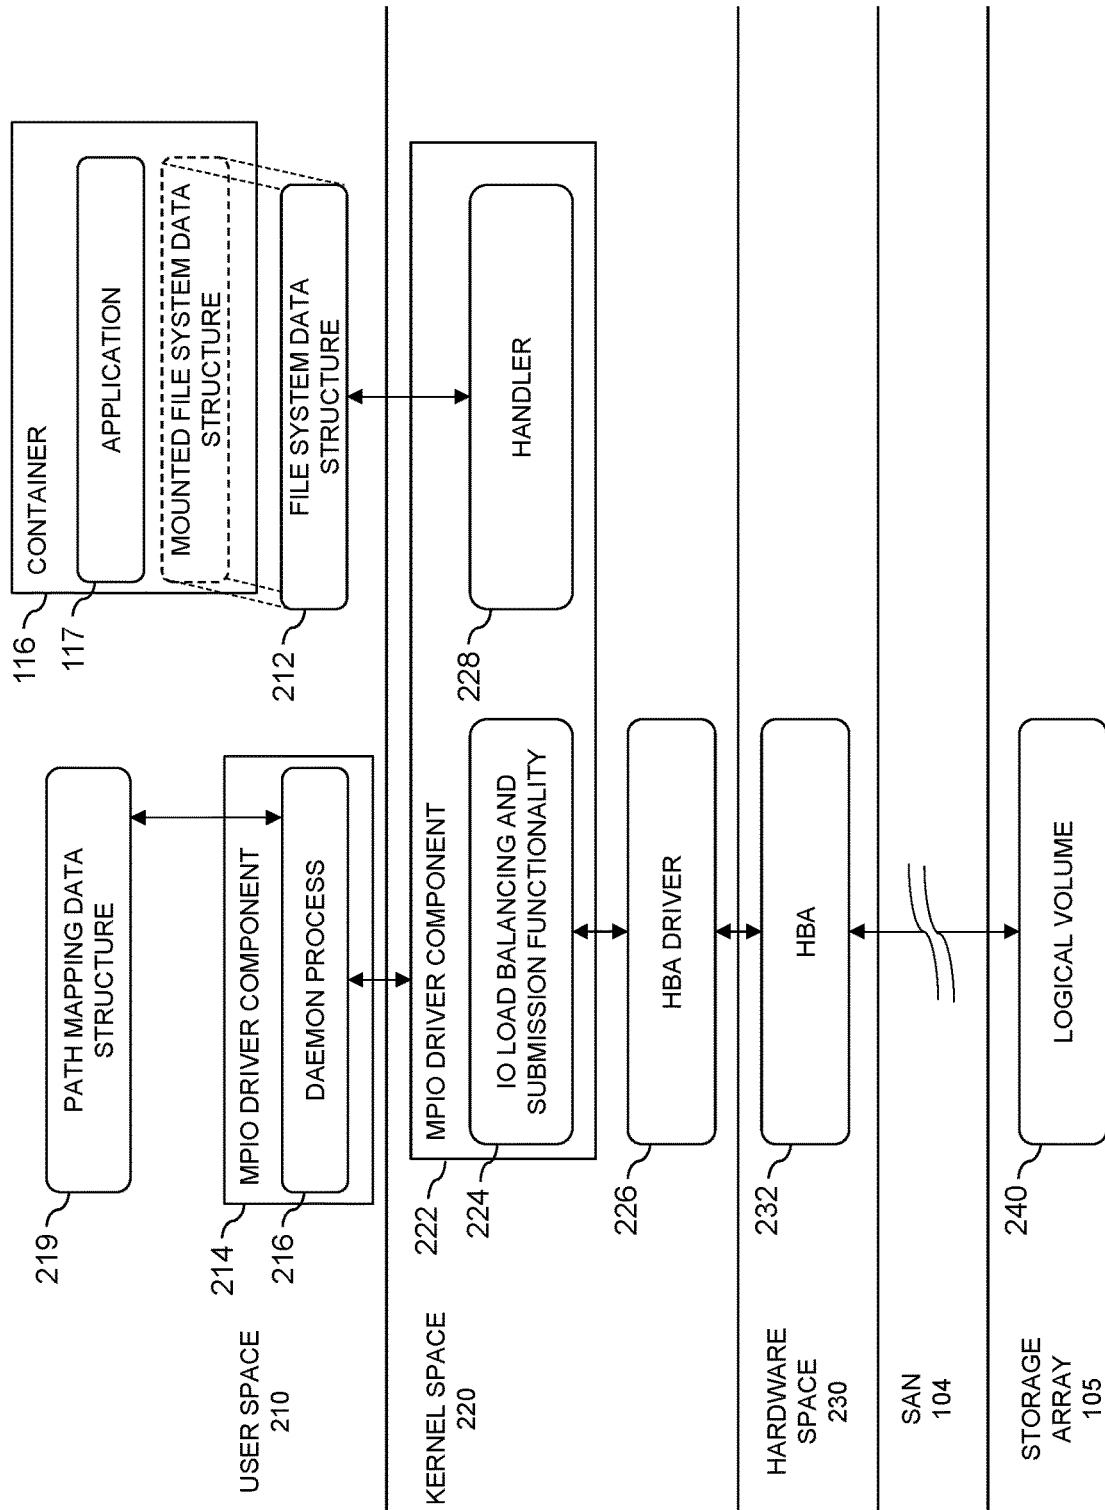 CONTAINER
116
APPLICATION
117
MOUNTED FILE SYSTEM DATA
STRUCTURE
FILE SYSTEM DATA
STRUCTURE
212
PATH MAPPING DATA
STRUCTURE
219
MPIO DRIVER COMPONENT
214
DAEMON PROCESS
216
USER SPACE
210
MPIO DRIVER COMPONENT
222
IO LOAD BALANCING AND
SUBMISSION FUNCTIONALITY
224
HANDLER
228
HBA DRIVER
226
KERNEL SPACE
220
HBA
232
HARDWARE
SPACE
230
SAN
104
LOGICAL VOLUME
240
STORAGE
ARRAY
105